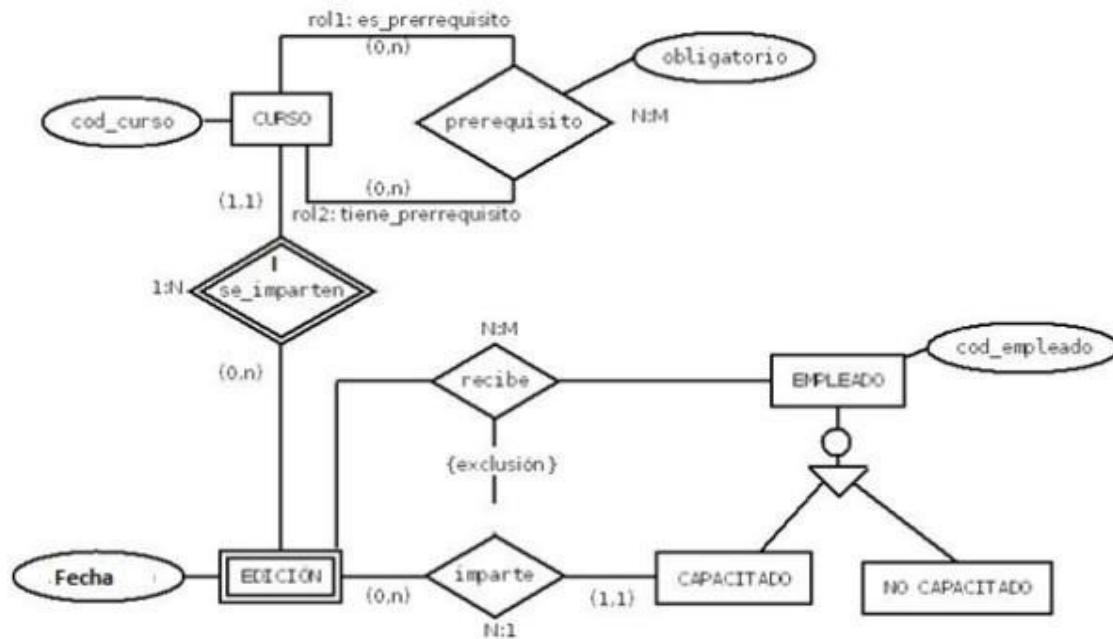 rol1: es_prerrequisito
(0,n)
obligatorio
cod_curso
CURSO
prerequisito
N:M
(0,n)
(1,1)
rol2: tiene_prerrequisito
I
1:N
se_imparten
N:M
cod_empleado
(0,n)
recibe
EMPLEADO
{exclusión}
Fecha
EDICIÓN
imparte
CAPACITADO
NO CAPACITADO
(0,n)
(1,1)
N:1